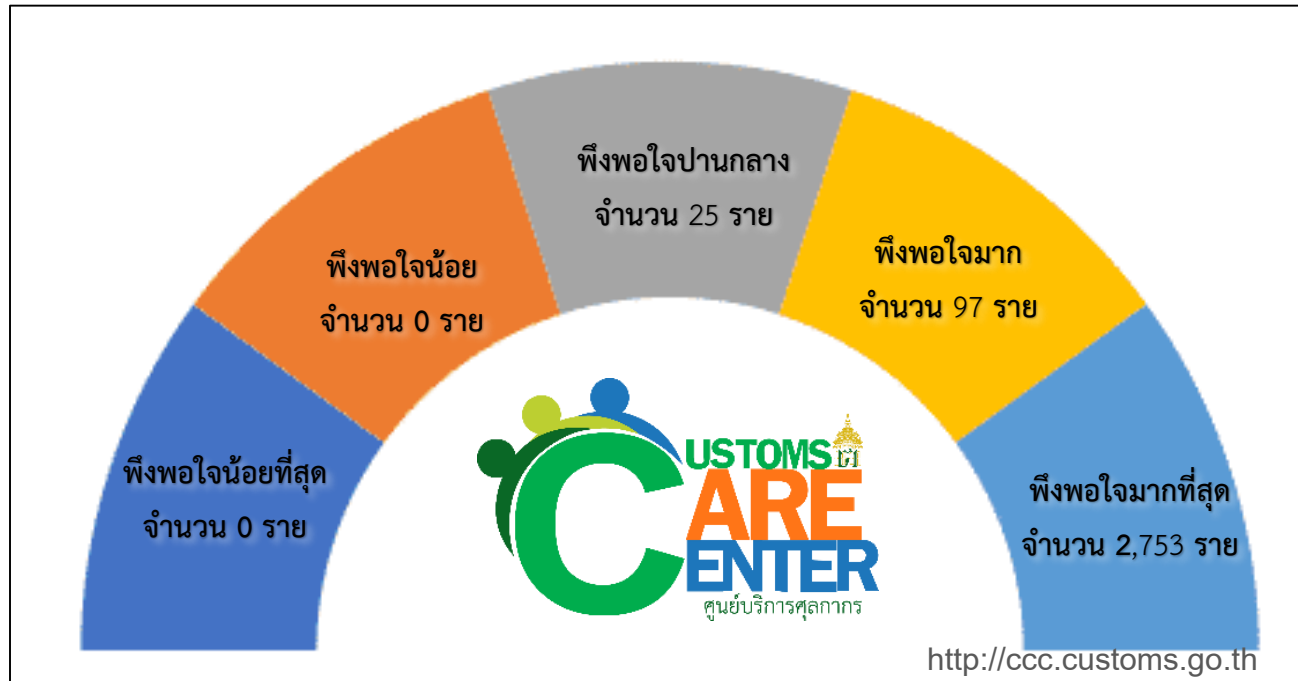 พึงพอใจปานกลาง
จำนวน 25 ราย
พึงพอใจน้อย
จำนวน 0 ราย
พึงพอใจมาก
จำนวน 97 ราย
พึงพอใจน้อยที่สุด
จำนวน 0 ราย
พึงพอใจมากที่สุด
จำนวน 2,753 ราย
CUSTOMS
CARE
CENTER
ศูนย์บริการศุลกากร
http://ccc.customs.go.th